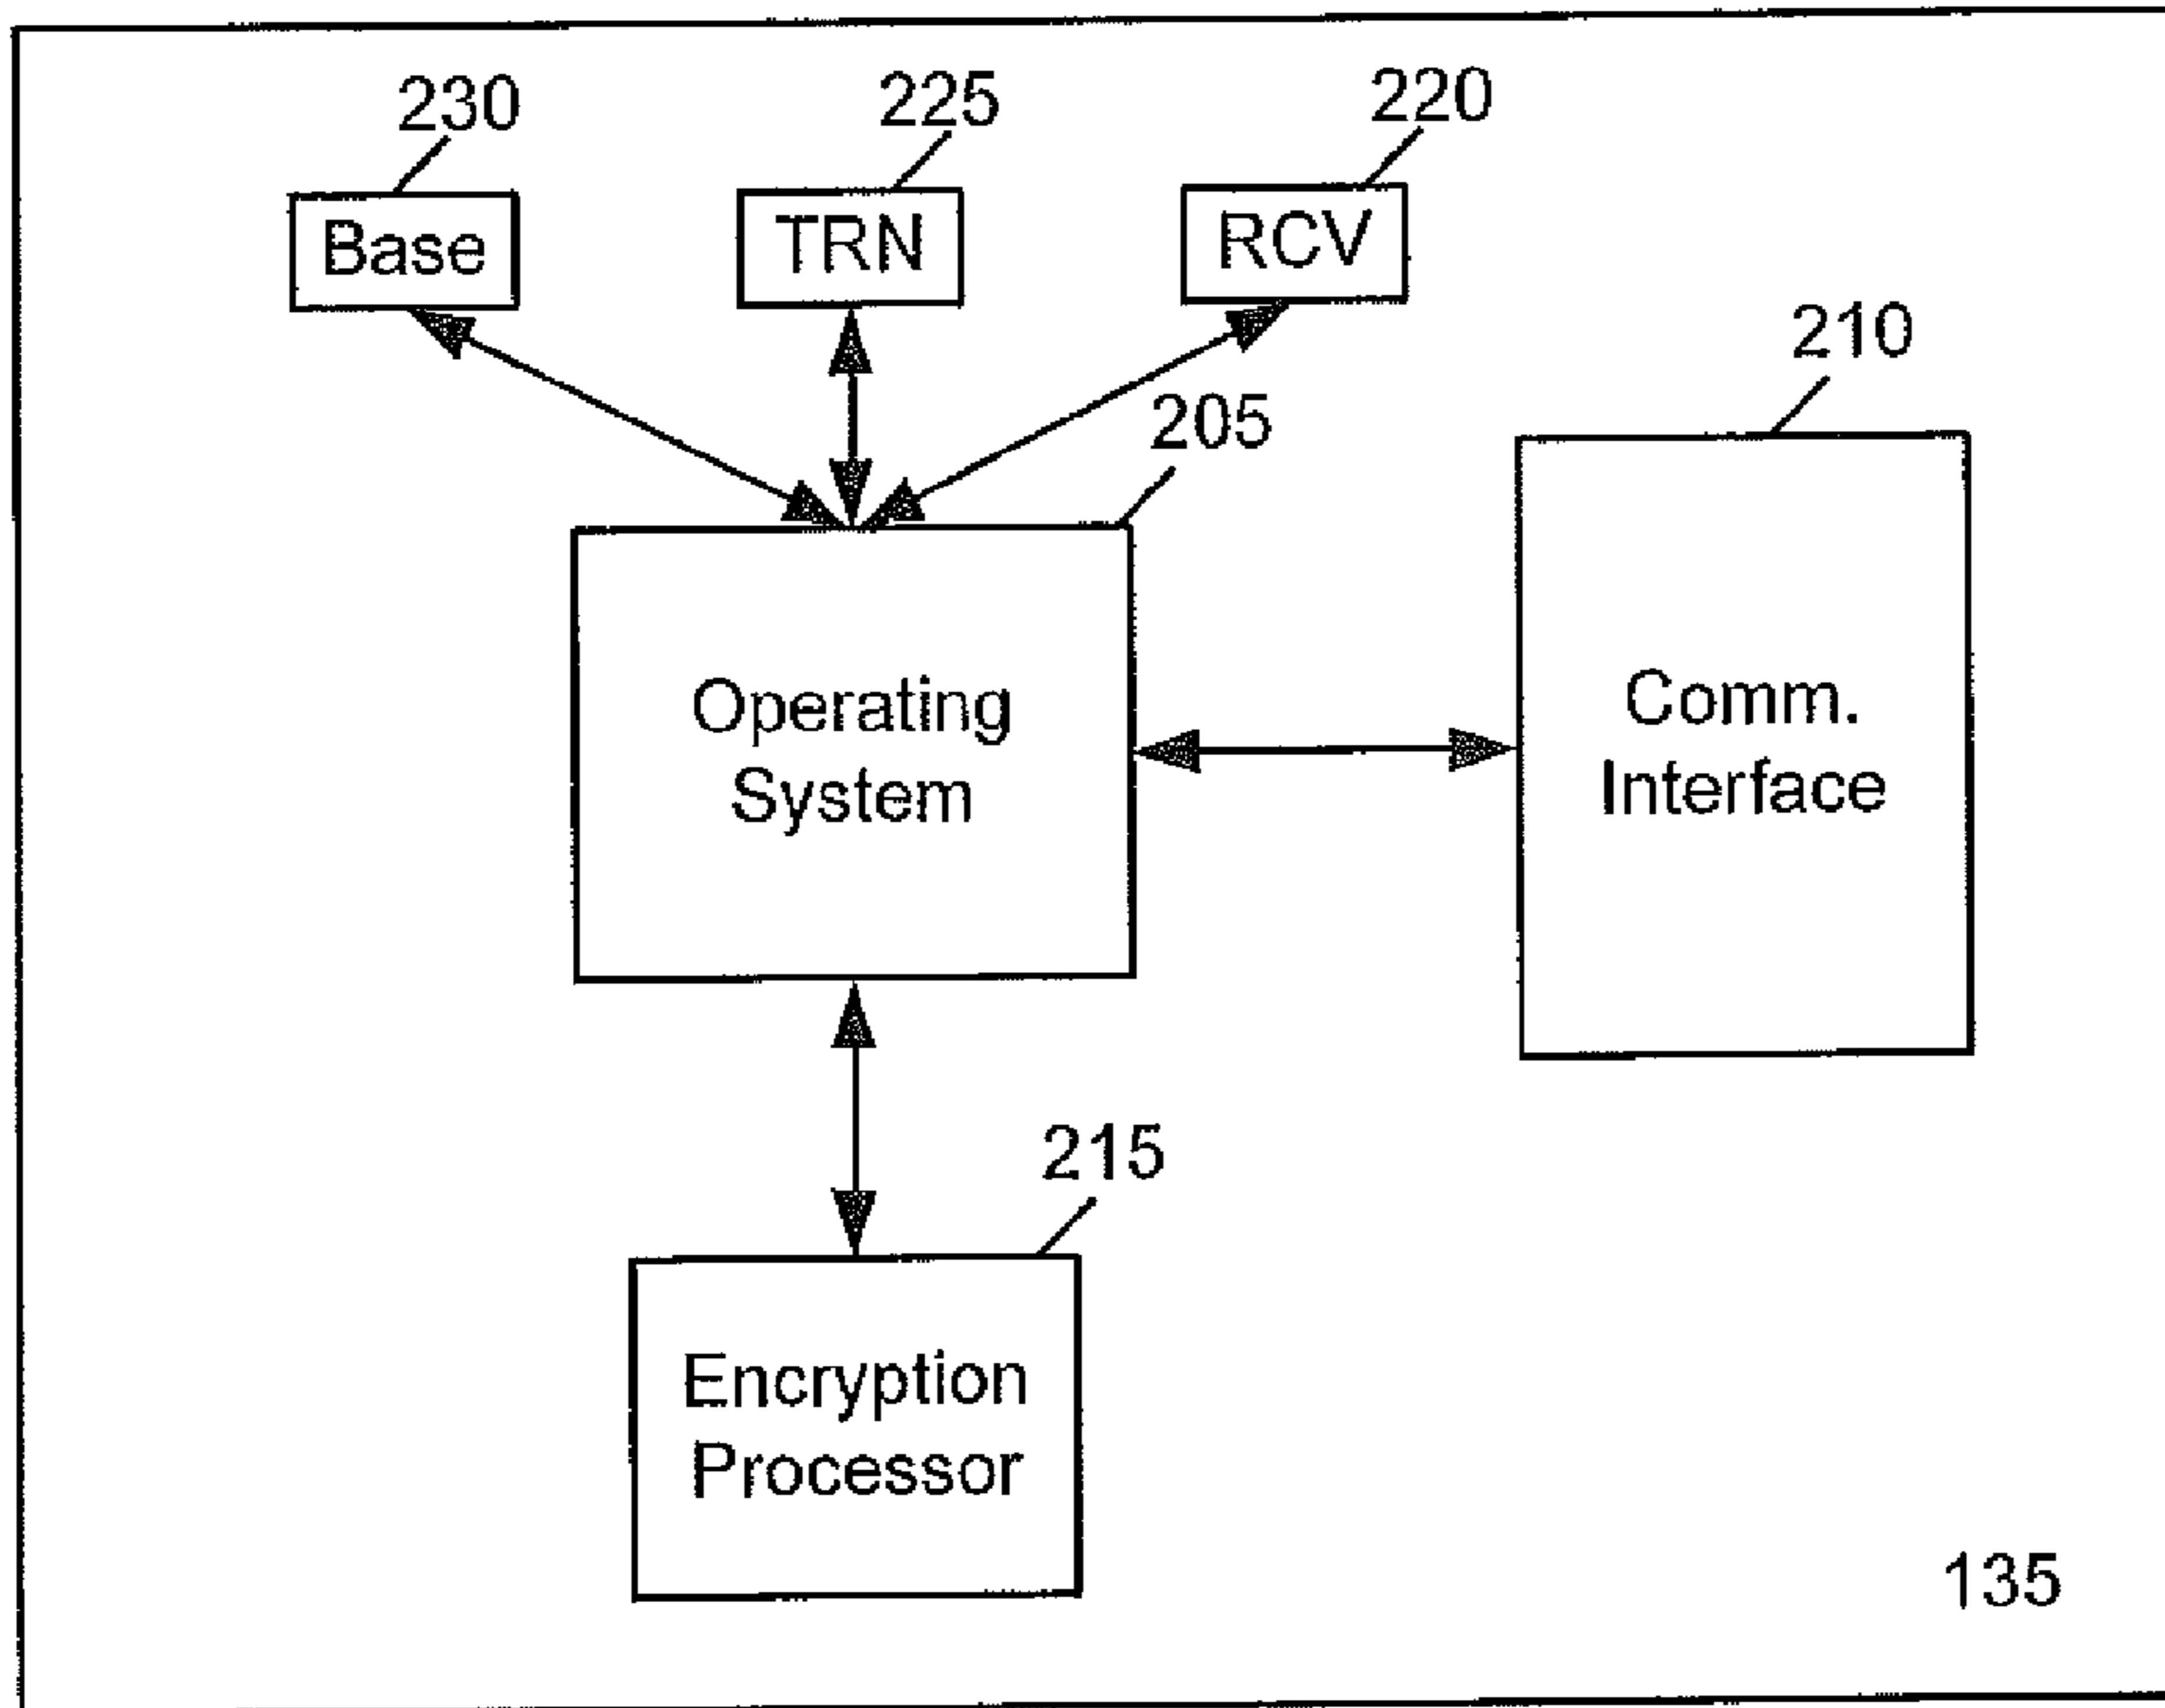 230
225
220
Base
TRN
RCV
210
205
Operating
System
Comm.
Interface
215
Encryption
Processor
135